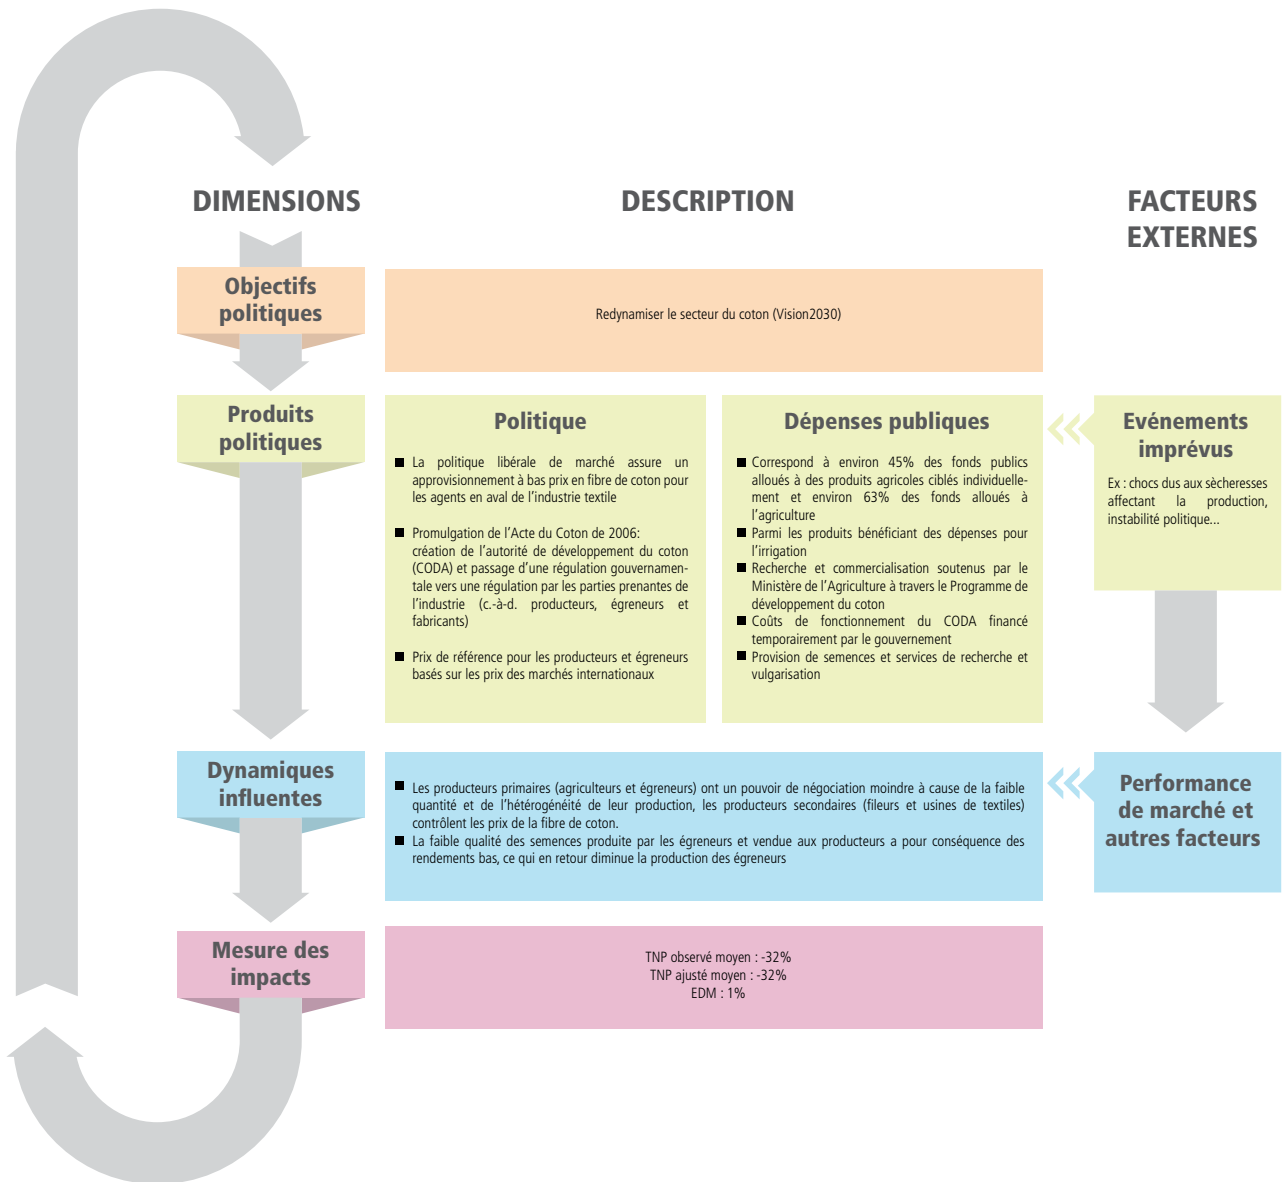 DIMENSIONS
DESCRIPTION
FACTEURS
EXTERNES
Objectifs
politiques
Redynamiser le secteur du coton (Vision2030)
Produits
politiques
Politique
■ La politique libérale de marché assure un
approvisionnement à bas prix en fibre de coton pour
les agents en aval de l'industrie textile
■ Promulgation de l'Acte du Coton de 2006:
création de l'autorité de développement du coton
(CODA) et passage d'une régulation gouvernamen-
tale vers une régulation par les parties prenantes de
l'industrie (c.-à-d. producteurs, égreneurs et
fabricants)
■ Prix de référence pour les producteurs et égreneurs
basés sur les prix des marchés internationaux
Dépenses publiques
■ Correspond à environ 45% des fonds publics
alloués à des produits agricoles ciblés individuelle-
ment et environ 63% des fonds alloués à
l'agriculture
■ Parmi les produits bénéficiant des dépenses pour
l'irrigation
■ Recherche et commercialisation soutenus par le
Ministère de l'Agriculture à travers le Programme de
développement du coton
■ Coûts de fonctionnement du CODA financé
temporairement par le gouvernement
■ Provision de semences et services de recherche et
vulgarisation
Evénements
imprévus
Ex : chocs dus aux sècheresses
affectant la production,
instabilité politique...
Dynamiques
influentes
■ Les producteurs primaires (agriculteurs et égreneurs) ont un pouvoir de négociation moindre à cause de la faible
quantité et de l'hétérogénéité de leur production, les producteurs secondaires (fileurs et usines de textiles)
contrôlent les prix de la fibre de coton.
■ La faible qualité des semences produite par les égreneurs et vendue aux producteurs a pour conséquence des
rendements bas, ce qui en retour diminue la production des égreneurs
Performance
de marché et
autres facteurs
Mesure des
impacts
TNP observé moyen : -32%
TNP ajusté moyen : -32%
EDM : 1%